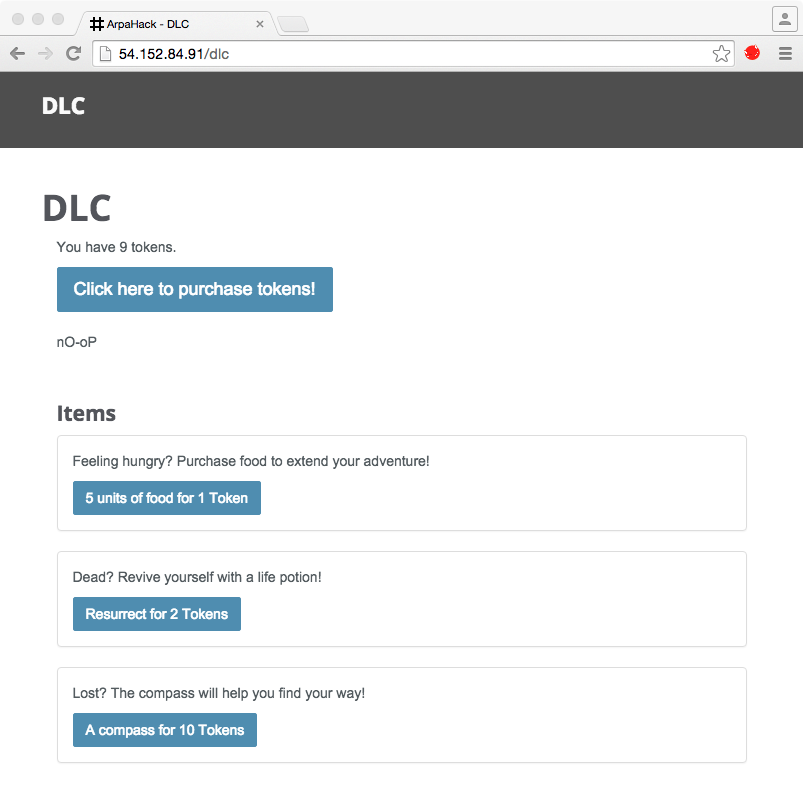 ArpaHack - DLC
54.152.84.91/dlc
DLC
DLC
You have 9 tokens.
Click here to purchase tokens!
nO-oP
Items
Feeling hungry? Purchase food to extend your adventure!
5 units of food for 1 Token
Dead? Revive yourself with a life potion!
Resurrect for 2 Tokens
Lost? The compass will help you find your way!
A compass for 10 Tokens